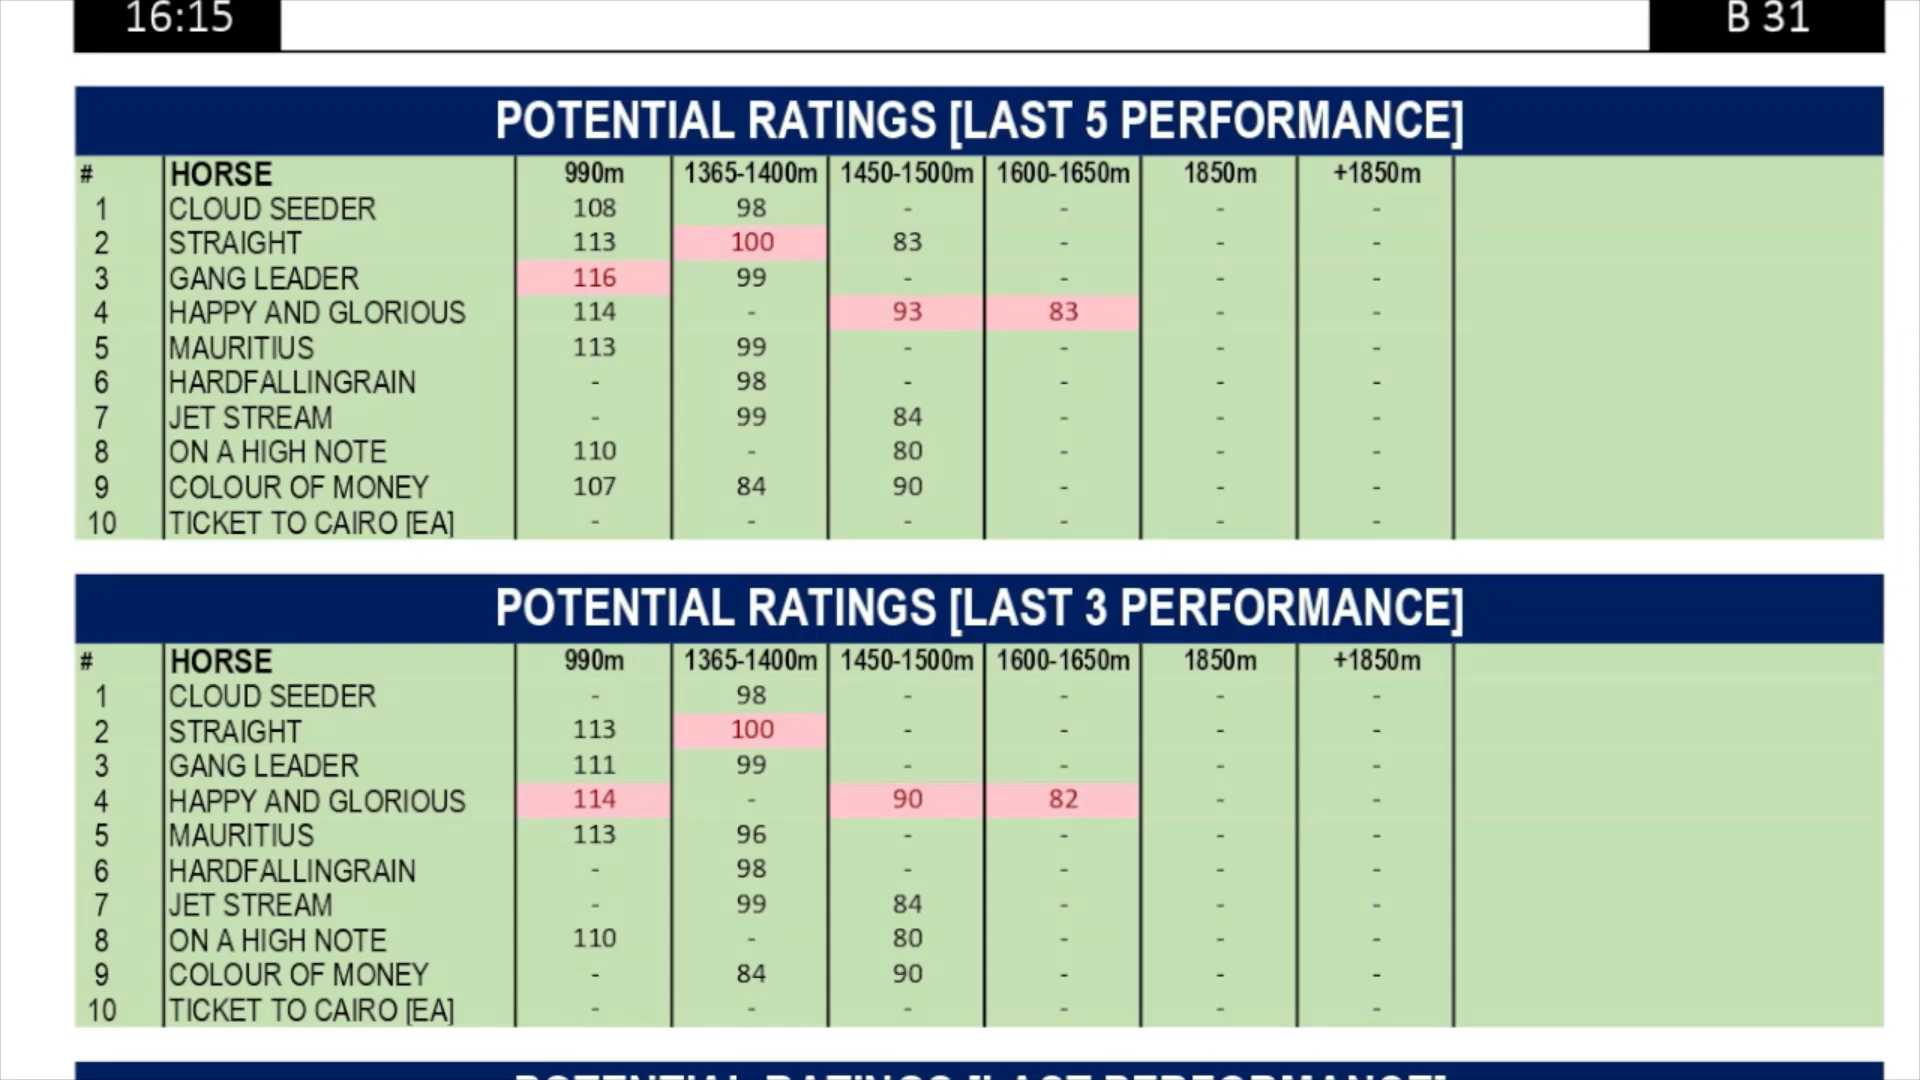 16:15 B 31
POTENTIAL RATINGS [LAST 5 PERFORMANCE]
# HORSE 990m 1365-1400m 1450-1500m 1600-1650m 1850m +1850m
1 CLOUD SEEDER 108 98 - - - -
2 STRAIGHT 113 100 83 - - -
3 GANG LEADER 116 99 - - - -
4 HAPPY AND GLORIOUS 114 - 93 83 - -
5 MAURITIUS 113 99 - - - -
6 HARDFALLINGRAIN - 98 - - - -
7 JET STREAM - 99 84 - - -
8 ON A HIGH NOTE 110 - 80 - - -
9 COLOUR OF MONEY 107 84 90 - - -
10 TICKET TO CAIRO [EA] - - - - - -
POTENTIAL RATINGS [LAST 3 PERFORMANCE]
# HORSE 990m 1365-1400m 1450-1500m 1600-1650m 1850m +1850m
1 CLOUD SEEDER - 98 - - - -
2 STRAIGHT 113 100 - - - -
3 GANG LEADER 111 99 - - - -
4 HAPPY AND GLORIOUS 114 - 90 82 - -
5 MAURITIUS 113 96 - - - -
6 HARDFALLINGRAIN - 98 - - - -
7 JET STREAM - 99 84 - - -
8 ON A HIGH NOTE 110 - 80 - - -
9 COLOUR OF MONEY - 84 90 - - -
10 TICKET TO CAIRO [EA] - - - - - -
POTENTIAL RATINGS [LAST PERFORMANCE]